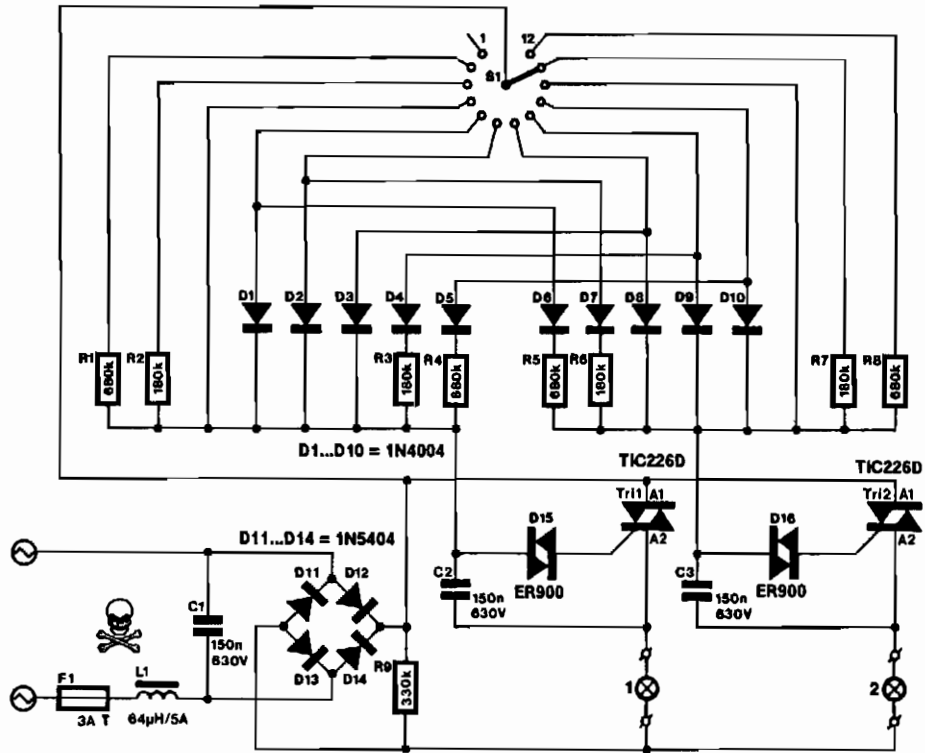 1
12
S1
D1
D2
D3
D4
D5
D6
D7
D8
D9
D10
R1
680k
R2
180k
R3
180k
R4
680k
R5
680k
R6
180k
R7
180k
R8
680k
D1...D10 = 1N4004
TIC226D
TIC226D
Tri1
A1
A2
Tri2
A1
A2
D15
ER900
D16
ER900
D11...D14 = 1N5404
D11
D12
D13
D14
C1
150n
630V
C2
150n
630V
C3
150n
630V
R9
330k
F1
3A T
L1
64µH/5A
1
2